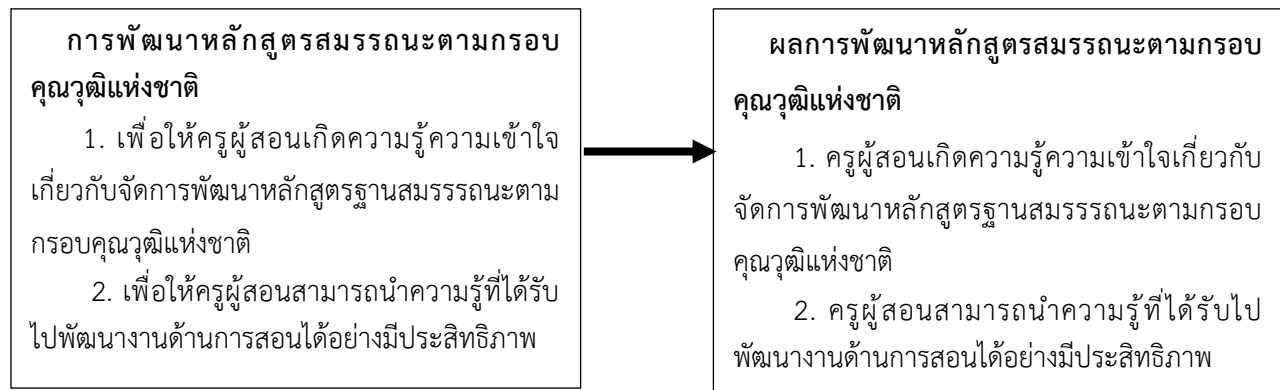 การพัฒนาหลักสูตรสมรรถนะตามกรอบ
คุณวุฒิแห่งชาติ
1. เพื่อให้ครูผู้สอนเกิดความรู้ความเข้าใจ
เกี่ยวกับจัดการพัฒนาหลักสูตรฐานสมรรรถนะตาม
กรอบคุณวุฒิแห่งชาติ
2. เพื่อให้ครูผู้สอนสามารถนำความรู้ที่ได้รับ
ไปพัฒนางานด้านการสอนได้อย่างมีประสิทธิภาพ
ผลการพัฒนาหลักสูตรสมรรถนะตามกรอบ
คุณวุฒิแห่งชาติ
1. ครูผู้สอนเกิดความรู้ความเข้าใจเกี่ยวกับ
จัดการพัฒนาหลักสูตรฐานสมรรรถนะตามกรอบ
คุณวุฒิแห่งชาติ
2. ครูผู้สอนสามารถนำความรู้ที่ได้รับไป
พัฒนางานด้านการสอนได้อย่างมีประสิทธิภาพ